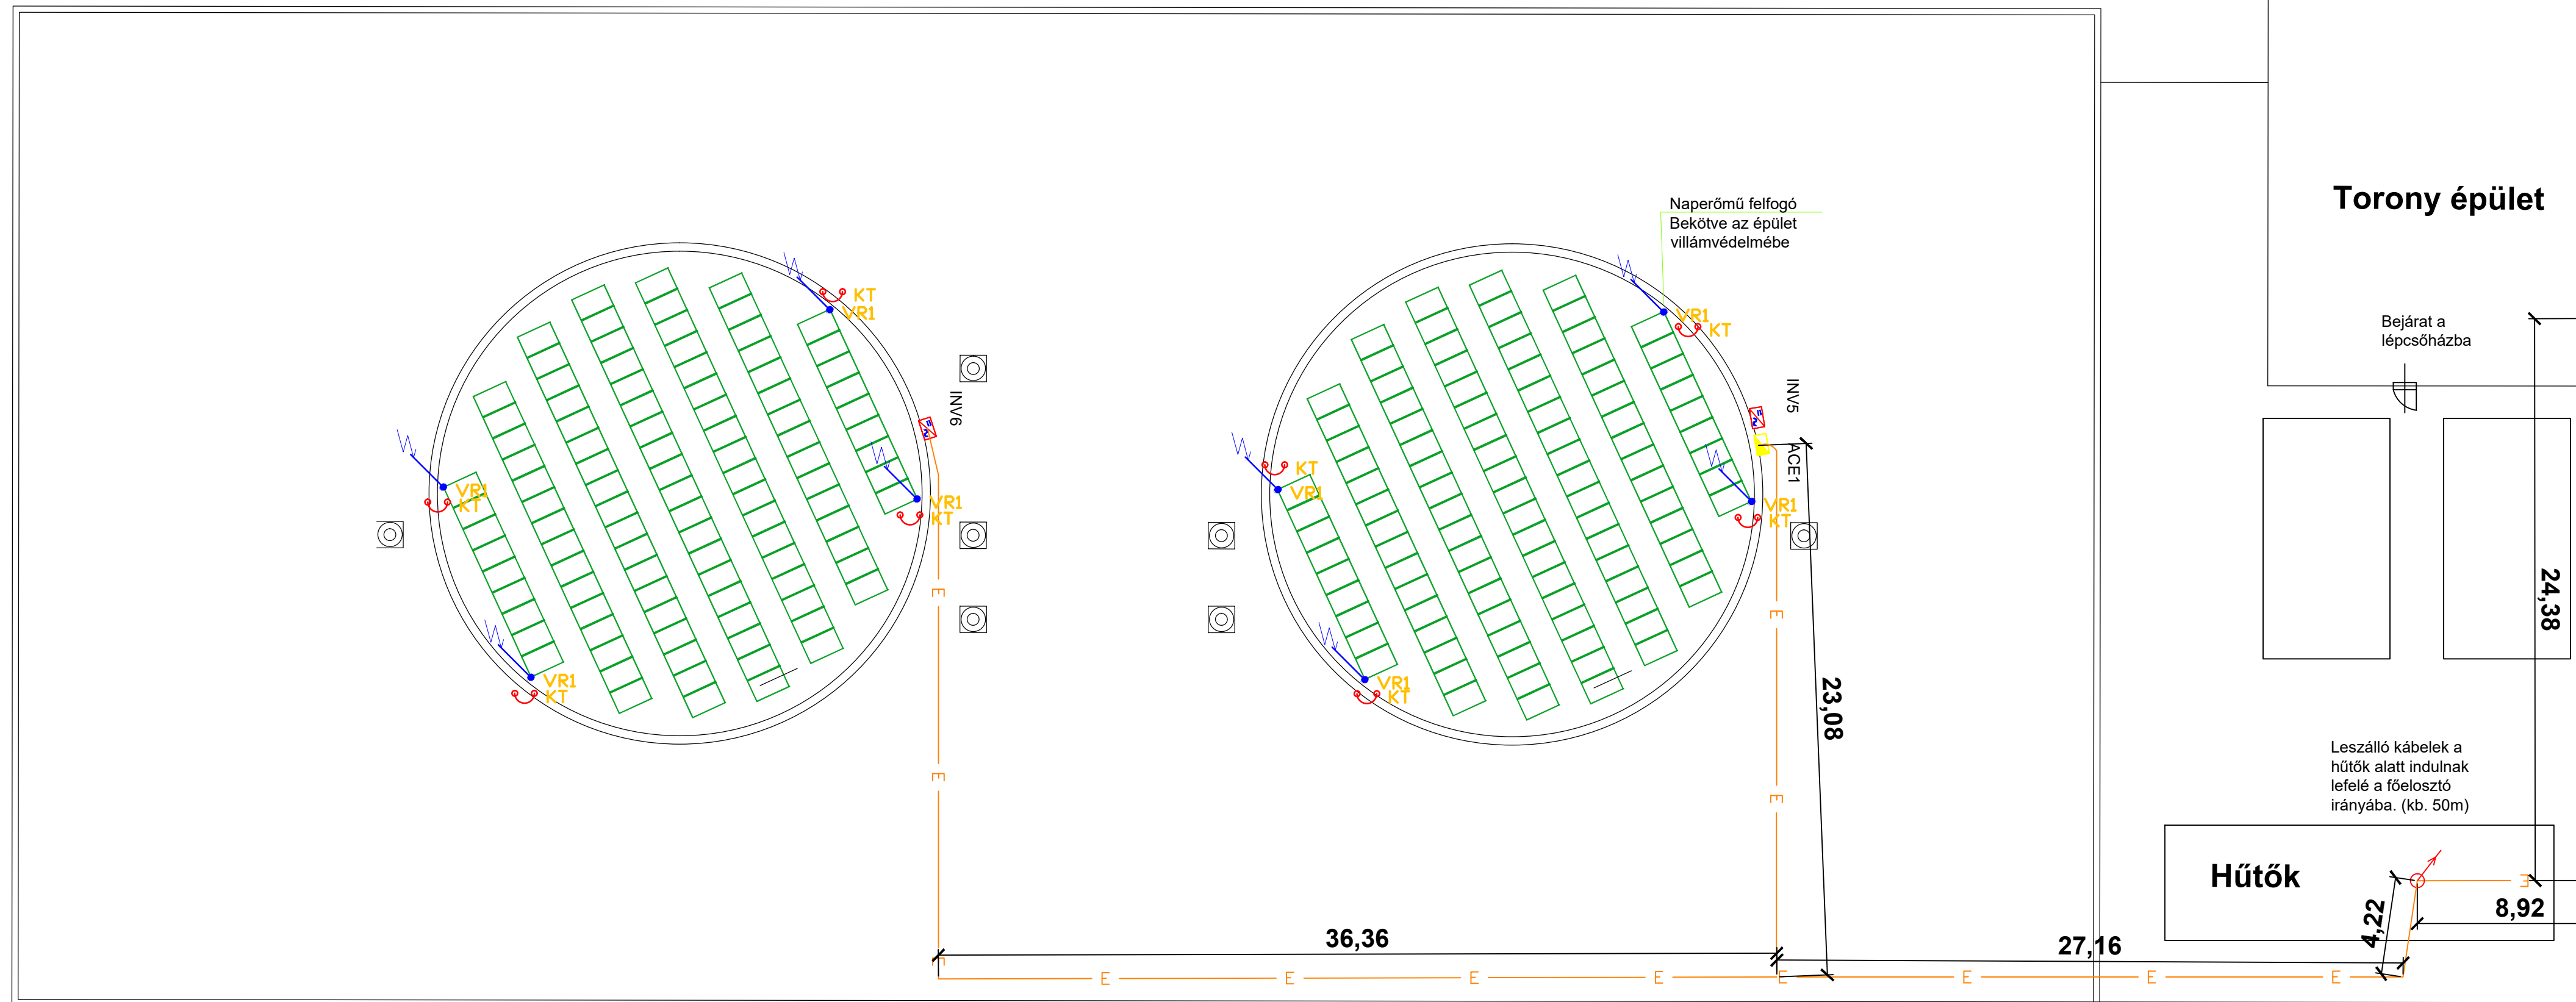 Torony épület
Naperőmű felfogó
Bekötve az épület
villámvédelmébe
KT
VR1
VR1
KT
Bejárat a
lépcsőházba
INV6
INV5
ACE1
VR1
KT
VR1
KT
KT
VR1
VR1
KT
24,38
E
E
VR1
KT
VR1
KT
23,08
Leszálló kábelek a
hűtők alatt indulnak
lefelé a főelosztó
irányába. (kb. 50m)
E
E
Hűtők
E
8,92
4,22
36,36
27,16
E
E
E
E
E
E
E
E
E